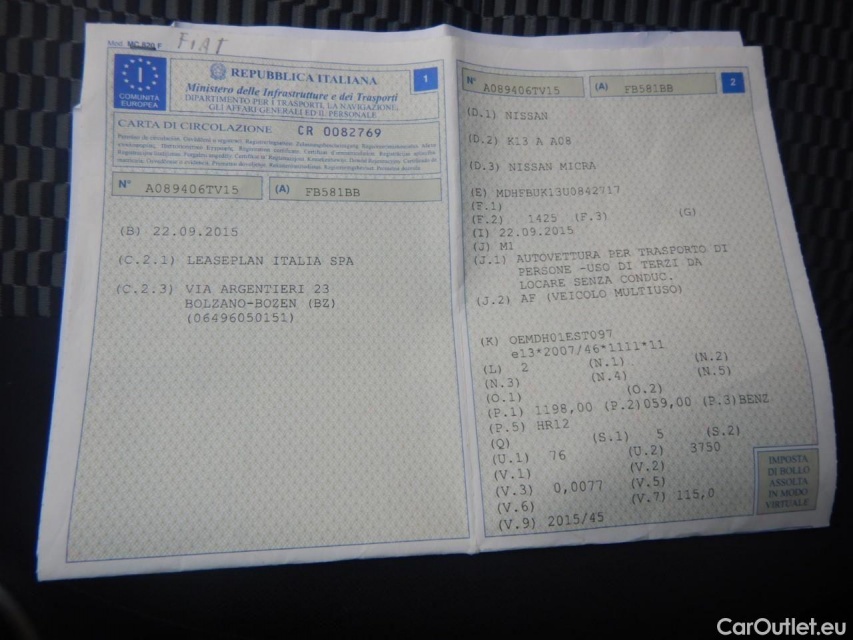 Mod. MC 820 F
FIAT
I
COMUNITÀ
EUROPEA
REPUBBLICA ITALIANA
Ministero delle Infrastrutture e dei Trasporti
DIPARTIMENTO PER I TRASPORTI, LA NAVIGAZIONE,
GLI AFFARI GENERALI ED IL PERSONALE
1
CARTA DI CIRCOLAZIONE CR 0082769
N° A089406TV15 (A) FB581BB
(B) 22.09.2015
(C.2.1) LEASEPLAN ITALIA SPA
(C.2.3) VIA ARGENTIERI 23
BOLZANO-BOZEN (BZ)
(06496050151)
N° A089406TV15 (A) FB581BB 2
(D.1) NISSAN
(D.2) K13 A A08
(D.3) NISSAN MICRA
(E) MDHFBUK13U0842717
(F.1)
(F.2) 1425 (F.3) (G)
(I) 22.09.2015
(J) M1
(J.1) AUTOVETTURA PER TRASPORTO DI
PERSONE -USO DI TERZI DA
LOCARE SENZA CONDUC.
(J.2) AF (VEICOLO MULTIUSO)
(K) OEMDH01EST097
e13*2007/46*1111*11
(L) 2 (N.1) (N.2)
(N.3) (N.4) (N.5)
(O.1) (O.2)
(P.1) 1198,00 (P.2)059,00 (P.3)BENZ
(P.5) HR12
(Q) (S.1) 5 (S.2)
(U.1) 76 (U.2) 3750
(V.1) (V.2)
(V.3) 0,0077 (V.5)
(V.6) (V.7) 115,0
(V.9) 2015/45
IMPOSTA
DI BOLLO
ASSOLTA
IN MODO
VIRTUALE
CarOutlet.eu